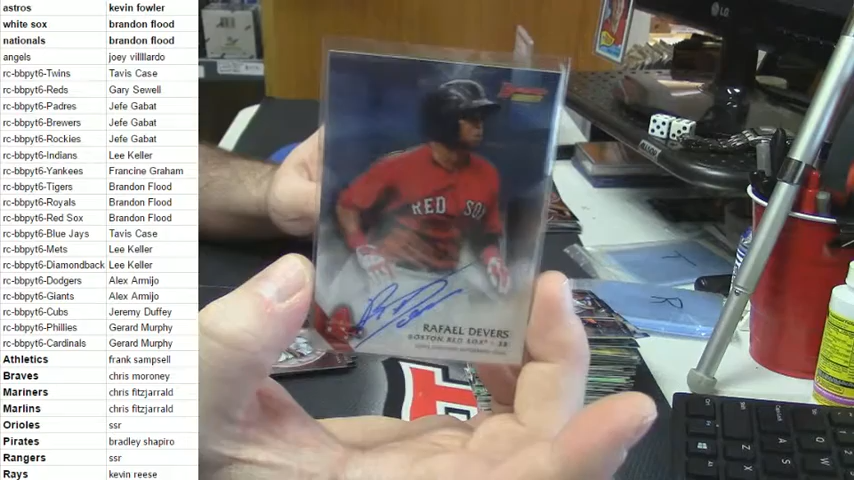 astros kevin fowler
white sox brandon flood
nationals brandon flood
angels joey villlardo
rc-bbpyt6-Twins Tavis Case
rc-bbpyt6-Reds Gary Sewell
rc-bbpyt6-Padres Jefe Gabat
rc-bbpyt6-Brewers Jefe Gabat
rc-bbpyt6-Rockies Jefe Gabat
rc-bbpyt6-Indians Lee Keller
rc-bbpyt6-Yankees Francine Graham
rc-bbpyt6-Tigers Brandon Flood
rc-bbpyt6-Royals Brandon Flood
rc-bbpyt6-Red Sox Brandon Flood
rc-bbpyt6-Blue Jays Tavis Case
rc-bbpyt6-Mets Lee Keller
rc-bbpyt6-Diamondback Lee Keller
rc-bbpyt6-Dodgers Alex Armijo
rc-bbpyt6-Giants Alex Armijo
rc-bbpyt6-Cubs Jeremy Duffey
rc-bbpyt6-Phillies Gerard Murphy
rc-bbpyt6-Cardinals Gerard Murphy
Athletics frank sampsell
Braves chris moroney
Mariners chris fitzjarrald
Marlins chris fitzjarrald
Orioles ssr
Pirates bradley shapiro
Rangers ssr
Rays kevin reese
RED SOX
RAFAEL DEVERS
BOSTON RED SOX
LG
T
R